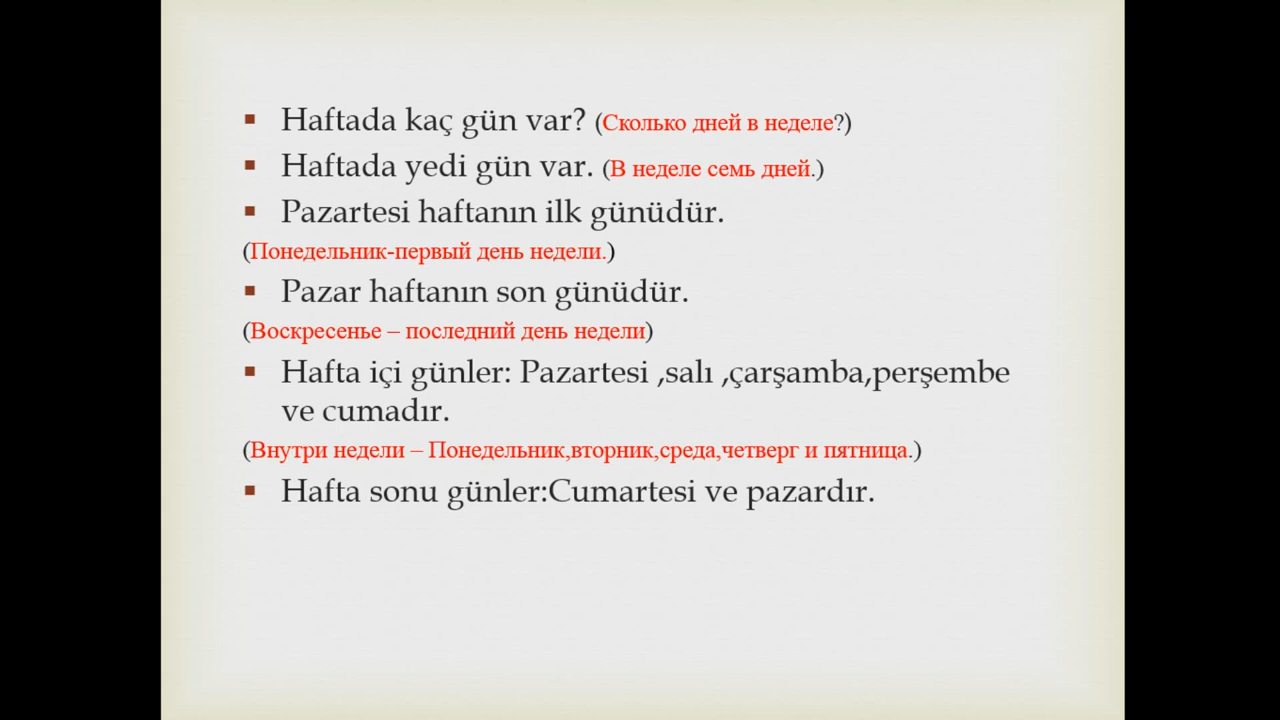 ▪ Haftada kaç gün var? (Сколько дней в неделе?)
▪ Haftada yedi gün var. (В неделе семь дней.)
▪ Pazartesi haftanın ilk günüdür.
(Понедельник-первый день недели.)
▪ Pazar haftanın son günüdür.
(Воскресенье – последний день недели)
▪ Hafta içi günler: Pazartesi ,salı ,çarşamba,perşembe
ve cumadır.
(Внутри недели – Понедельник,вторник,среда,четверг и пятница.)
▪ Hafta sonu günler:Cumartesi ve pazardır.